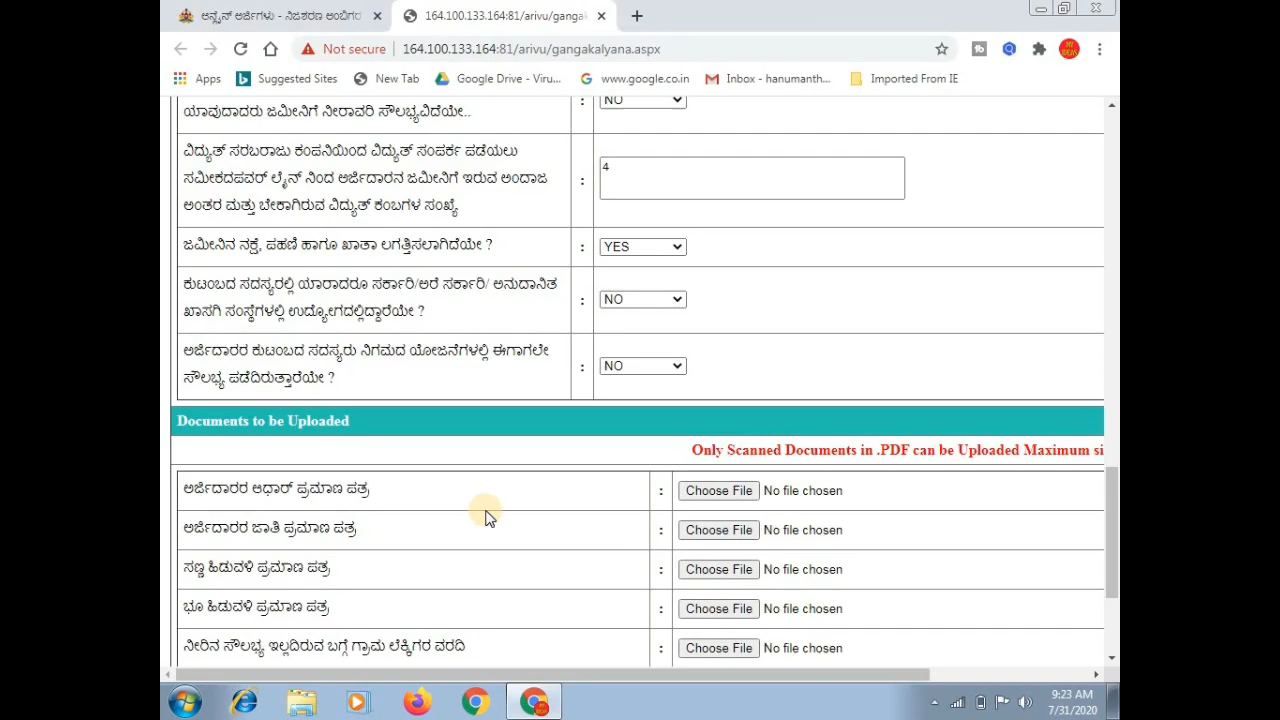 ಆನ್ಲೈನ್ ಅರ್ಜಿಗಳು - ನಿಜಶರಣ ಅಂಬಿಗರ
164.100.133.164:81/arivu/ganga
Not secure 164.100.133.164:81/arivu/gangakalyana.aspx
Apps Suggested Sites New Tab Google Drive - Viru... www.google.co.in Inbox - hanumanth... Imported From IE
ಯಾವುದಾದರು ಜಮೀನಿಗೆ ನೀರಾವರಿ ಸೌಲಭ್ಯವಿದೆಯೇ.. : NO
ವಿದ್ಯುತ್ ಸರಬರಾಜು ಕಂಪನಿಯಿಂದ ವಿದ್ಯುತ್ ಸಂಪರ್ಕ ಪಡೆಯಲು
ಸಮೀಕದಪವರ್ ಲೈನ್ ನಿಂದ ಅರ್ಜಿದಾರನ ಜಮೀನಿಗೆ ಇರುವ ಅಂದಾಜ : 4
ಅಂತರ ಮತ್ತು ಬೇಕಾಗಿರುವ ವಿದ್ಯುತ್ ಕಂಬಗಳ ಸಂಖ್ಯೆ
ಜಮೀನಿನ ನಕ್ಷೆ, ಪಹಣಿ ಹಾಗೂ ಖಾತಾ ಲಗತ್ತಿಸಲಾಗಿದೆಯೇ ? : YES
ಕುಟಂಬದ ಸದಸ್ಯರಲ್ಲಿ ಯಾರಾದರೂ ಸರ್ಕಾರಿ/ಅರೆ ಸರ್ಕಾರಿ/ ಅನುದಾನಿತ : NO
ಖಾಸಗಿ ಸಂಸ್ಥೆಗಳಲ್ಲಿ ಉದ್ಯೋಗದಲ್ಲಿದ್ದಾರೆಯೇ ?
ಅರ್ಜಿದಾರರ ಕುಟಂಬದ ಸದಸ್ಯರು ನಿಗಮದ ಯೋಜನೆಗಳಲ್ಲಿ ಈಗಾಗಲೇ : NO
ಸೌಲಭ್ಯ ಪಡೆದಿರುತ್ತಾರೆಯೇ ?
Documents to be Uploaded
Only Scanned Documents in .PDF can be Uploaded Maximum si
ಅರ್ಜಿದಾರರ ಆಧಾರ್ ಪ್ರಮಾಣ ಪತ್ರ : Choose File No file chosen
ಅರ್ಜಿದಾರರ ಜಾತಿ ಪ್ರಮಾಣ ಪತ್ರ : Choose File No file chosen
ಸಣ್ಣ ಹಿಡುವಳಿ ಪ್ರಮಾಣ ಪತ್ರ : Choose File No file chosen
ಭೂ ಹಿಡುವಳಿ ಪ್ರಮಾಣ ಪತ್ರ : Choose File No file chosen
ನೀರಿನ ಸೌಲಭ್ಯ ಇಲ್ಲದಿರುವ ಬಗ್ಗೆ ಗ್ರಾಮ ಲೆಕ್ಕಿಗರ ವರದಿ : Choose File No file chosen
9:23 AM
7/31/2020